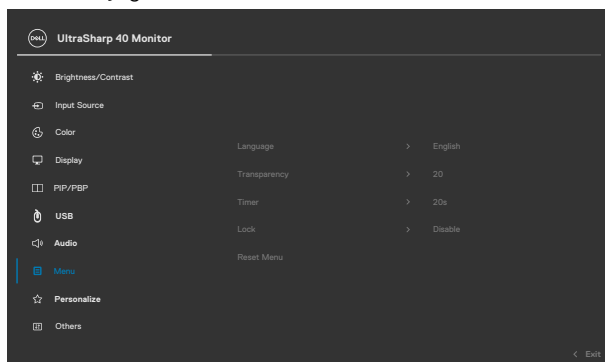 DELL UltraSharp 40 Monitor
Brightness/Contrast
Input Source
Color
Display
PIP/PBP
USB
Audio
Menu
Personalize
Others
Language > English
Transparency > 20
Timer > 20s
Lock > Disable
Reset Menu
< Exit